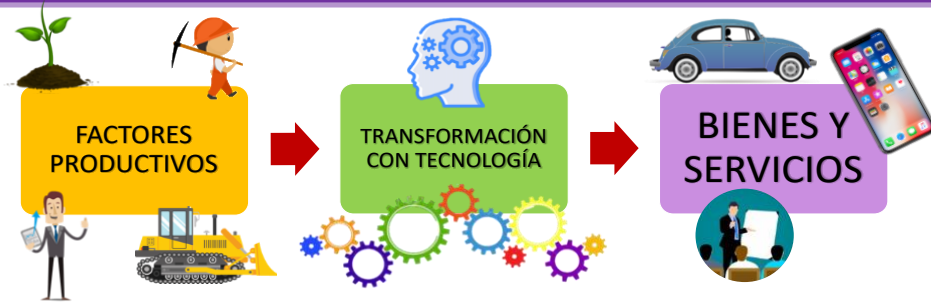 FACTORES
PRODUCTIVOS
TRANSFORMACIÓN
CON TECNOLOGÍA
BIENES Y
SERVICIOS